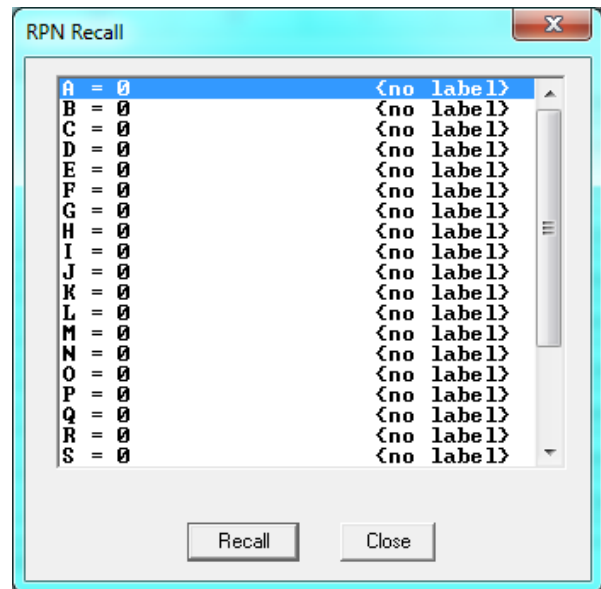 RPN Recall
A = 0 {no label}
B = 0 {no label}
C = 0 {no label}
D = 0 {no label}
E = 0 {no label}
F = 0 {no label}
G = 0 {no label}
H = 0 {no label}
I = 0 {no label}
J = 0 {no label}
K = 0 {no label}
L = 0 {no label}
M = 0 {no label}
N = 0 {no label}
O = 0 {no label}
P = 0 {no label}
Q = 0 {no label}
R = 0 {no label}
S = 0 {no label}
Recall Close